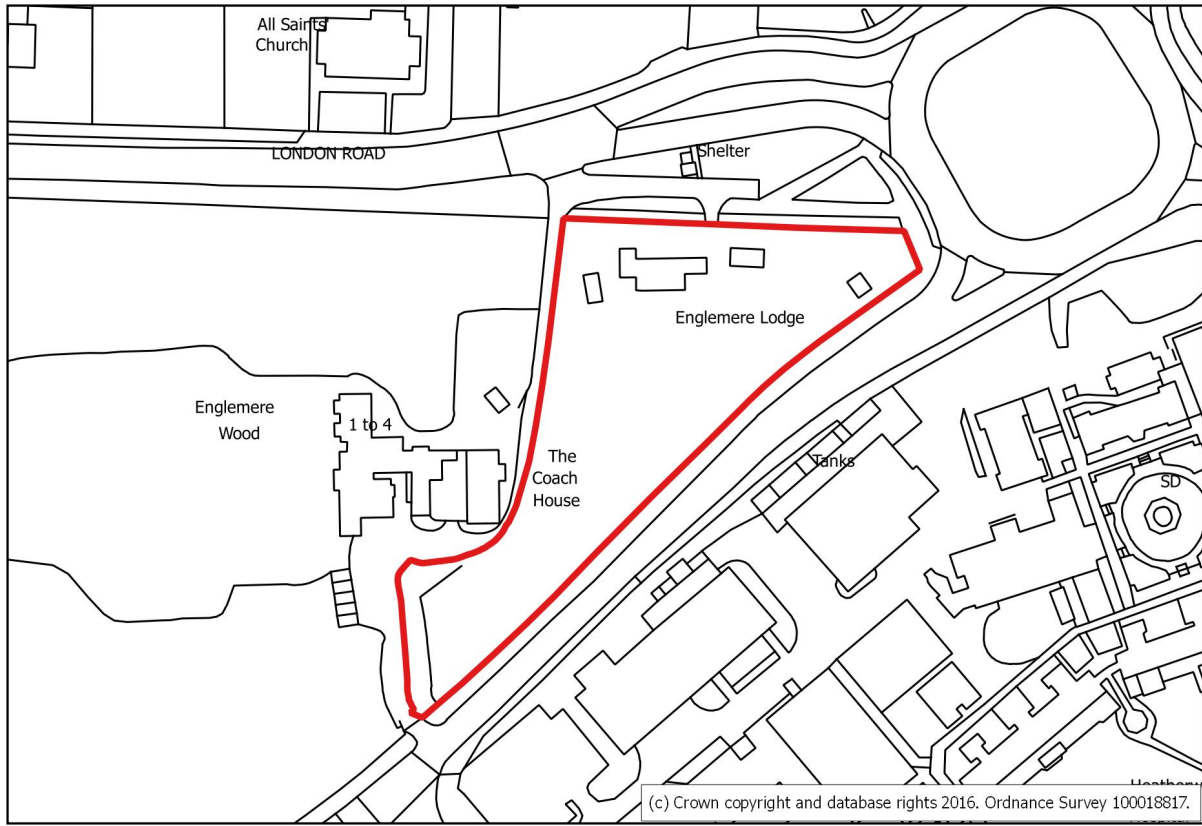 All Saints'
Church
LONDON ROAD
Shelter
Englemere Lodge
Englemere
Wood
1 to 4
The
Coach
House
Tanks
SD
(c) Crown copyright and database rights 2016. Ordnance Survey 100018817.